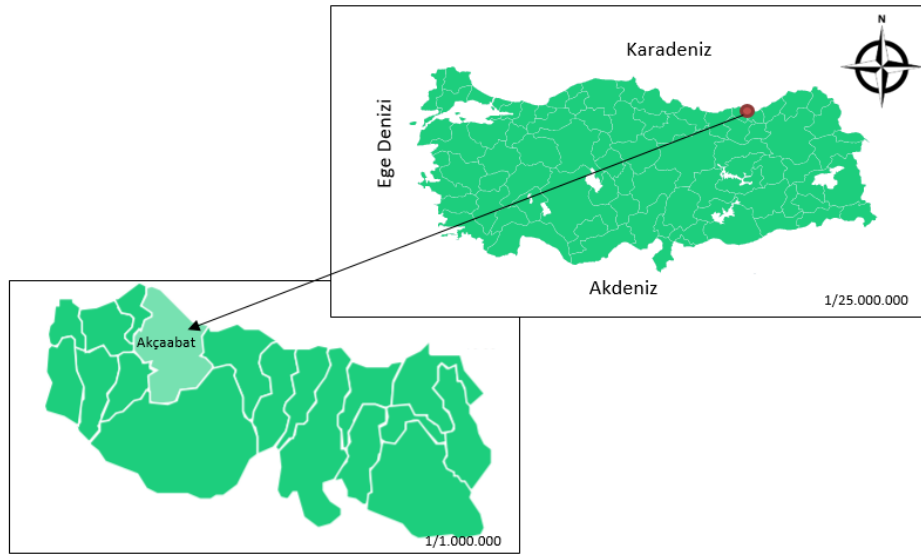 N
Karadeniz
Ege Denizi
Akdeniz
1/25.000.000
Akçaabat
1/1.000.000